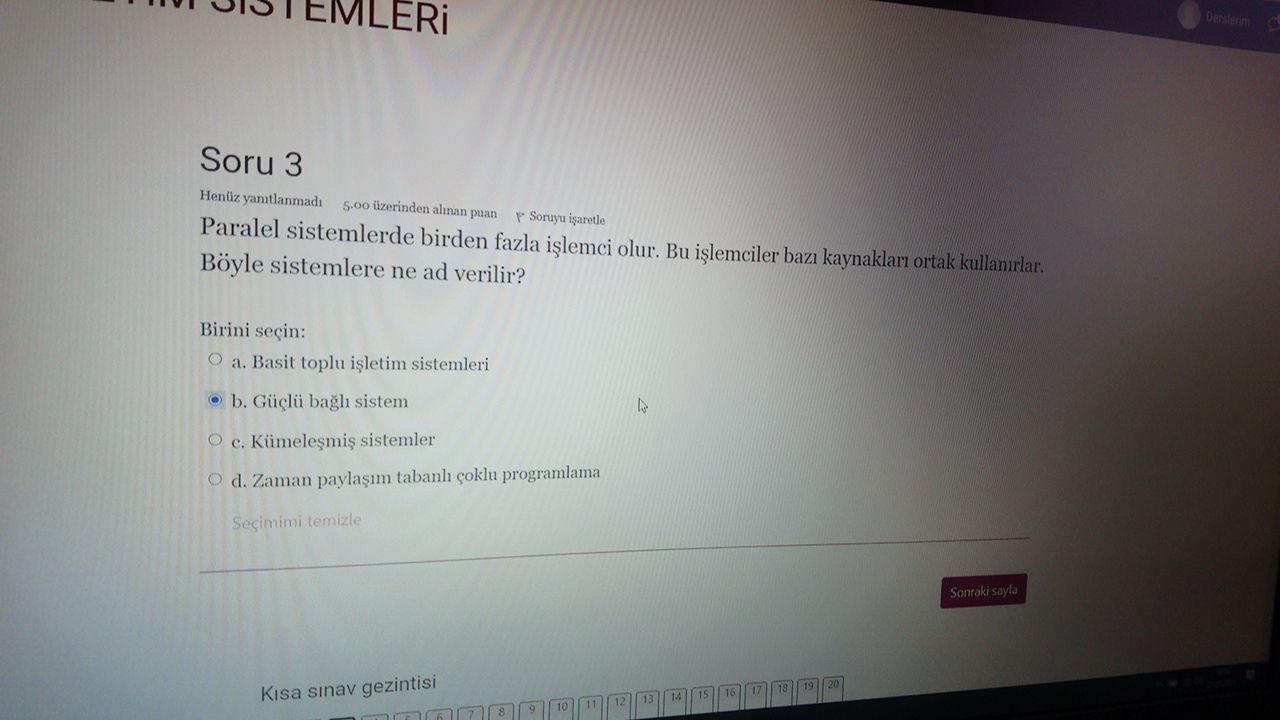 SİSTEMLERİ
Derslerim
Soru 3
Henüz yanıtlanmadı 5.00 üzerinden alınan puan Soruyu işaretle
Paralel sistemlerde birden fazla işlemci olur. Bu işlemciler bazı kaynakları ortak kullanırlar.
Böyle sistemlere ne ad verilir?
Birini seçin:
a. Basit toplu işletim sistemleri
b. Güçlü bağlı sistem
c. Kümeleşmiş sistemler
d. Zaman paylaşım tabanlı çoklu programlama
Seçimimi temizle
Sonraki sayfa
Kısa sınav gezintisi
6 7 8 9 10 11 12 13 14 15 16 17 18 19 20